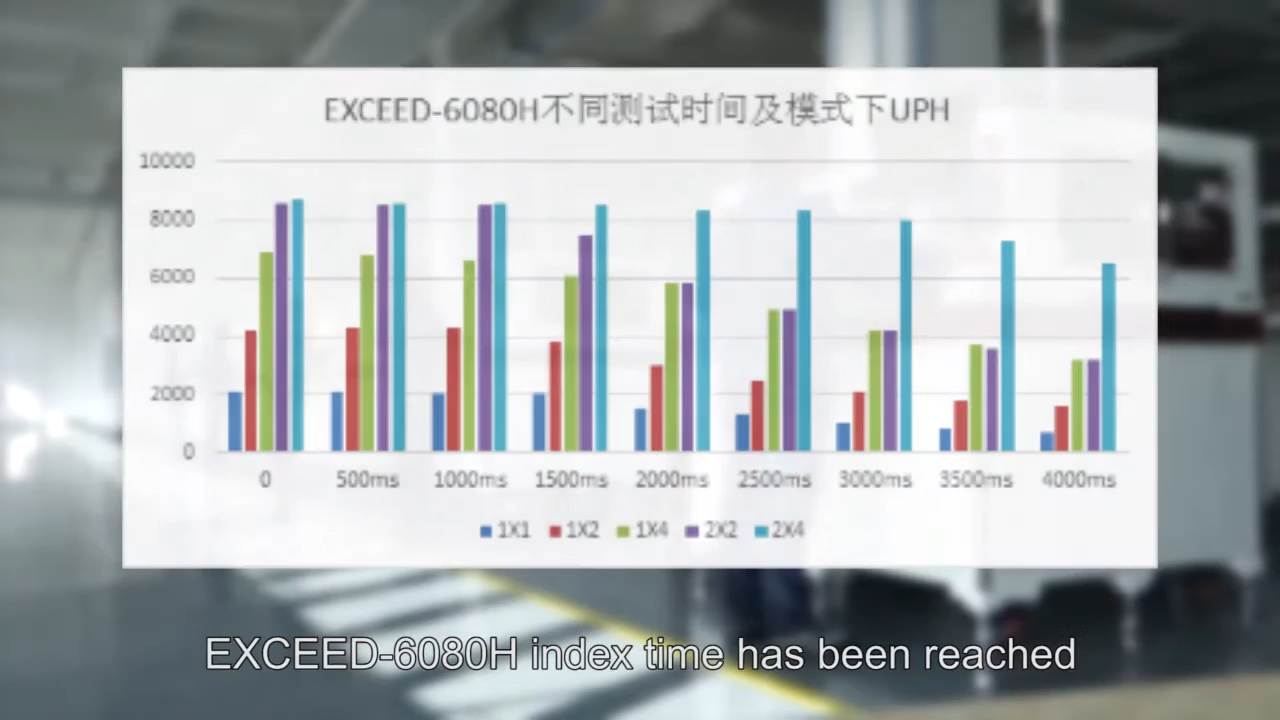 EXCEED-6080H不同测试时间及模式下UPH
10000
8000
6000
4000
2000
0
0 500ms 1000ms 1500ms 2000ms 2500ms 3000ms 3500ms 4000ms
1X1 1X2 1X4 2X2 2X4
EXCEED-6080H index time has been reached